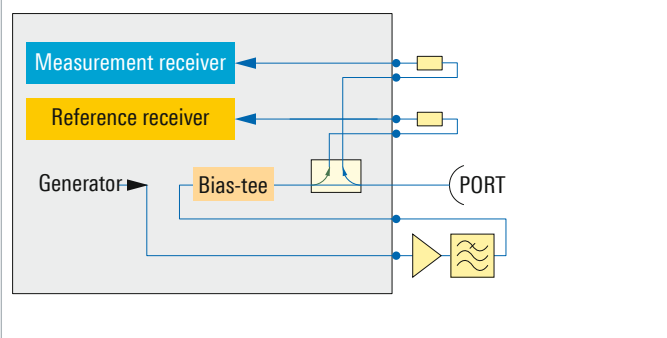 Measurement receiver
Reference receiver
Generator
Bias-tee
PORT